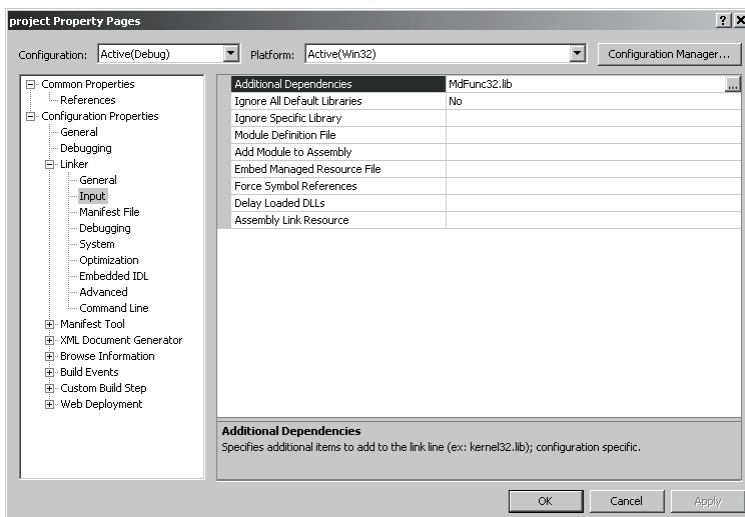 project Property Pages
? X
Configuration: Active(Debug) Platform: Active(Win32) Configuration Manager...
Common Properties
References
Configuration Properties
General
Debugging
Linker
General
Input
Manifest File
Debugging
System
Optimization
Embedded IDL
Advanced
Command Line
Manifest Tool
XML Document Generator
Browse Information
Build Events
Custom Build Step
Web Deployment
Additional Dependencies MdFunc32.lib ...
Ignore All Default Libraries No
Ignore Specific Library
Module Definition File
Add Module to Assembly
Embed Managed Resource File
Force Symbol References
Delay Loaded DLLs
Assembly Link Resource
Additional Dependencies
Specifies additional items to add to the link line (ex: kernel32.lib); configuration specific.
OK Cancel Apply